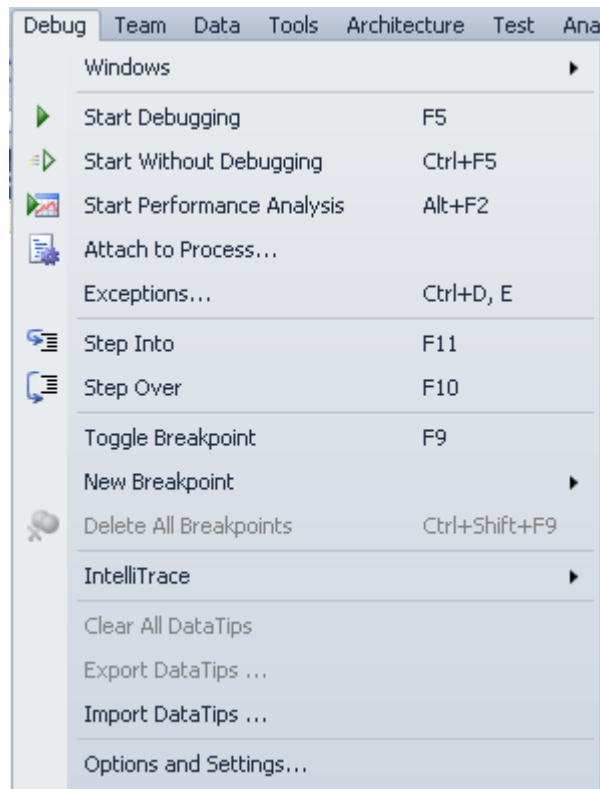 Debug Team Data Tools Architecture Test Ana
Windows
Start Debugging F5
Start Without Debugging Ctrl+F5
Start Performance Analysis Alt+F2
Attach to Process...
Exceptions... Ctrl+D, E
Step Into F11
Step Over F10
Toggle Breakpoint F9
New Breakpoint
Delete All Breakpoints Ctrl+Shift+F9
IntelliTrace
Clear All DataTips
Export DataTips ...
Import DataTips ...
Options and Settings...